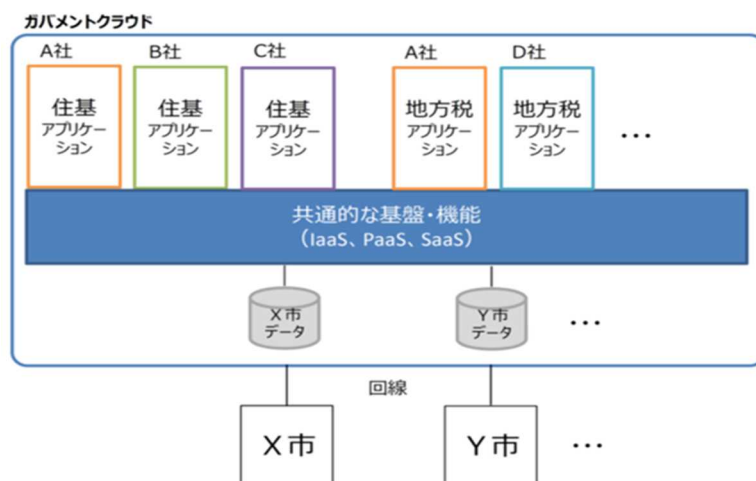 ガバメントクラウド
A社
B社
C社
A社
D社
住基
アプリケー
ション
住基
アプリケー
ション
住基
アプリケー
ション
地方税
アプリケー
ション
地方税
アプリケー
ション
…
共通的な基盤・機能
（IaaS、PaaS、SaaS）
X市
データ
Y市
データ
…
回線
X市
Y市
…